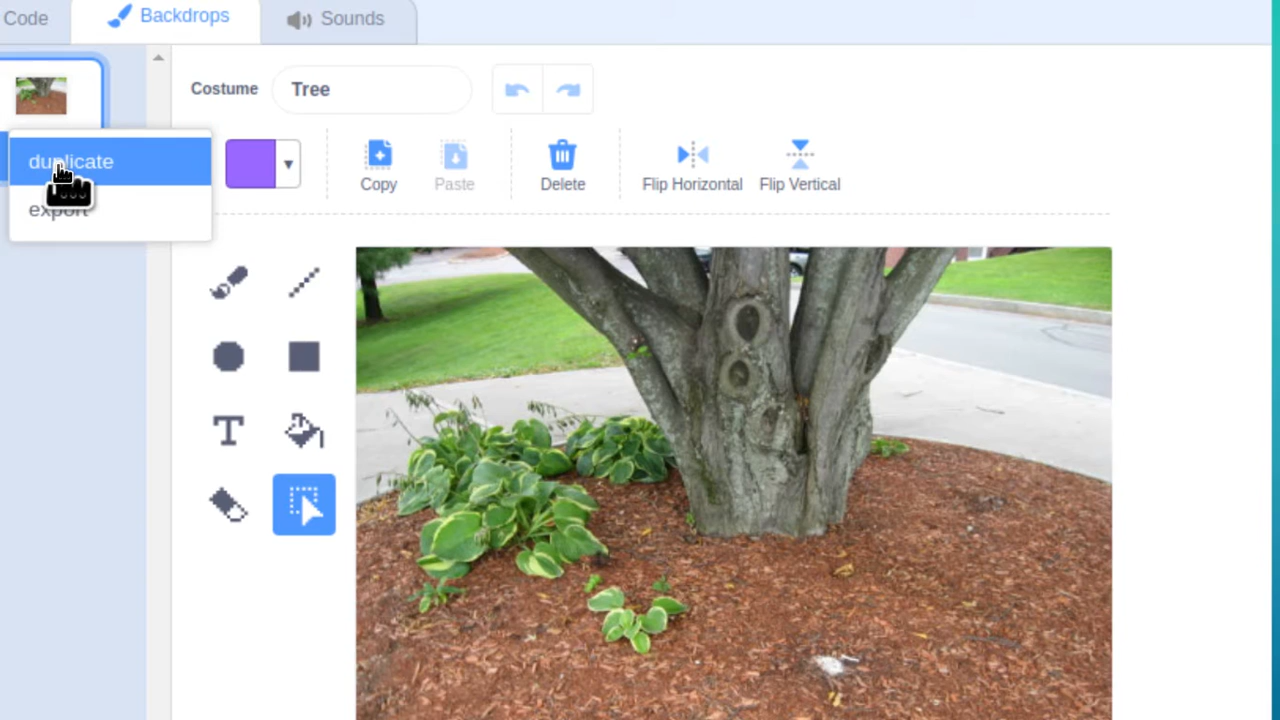 Code
Backdrops
Sounds
Costume
Tree
duplicate
export
Copy
Paste
Delete
Flip Horizontal
Flip Vertical
T